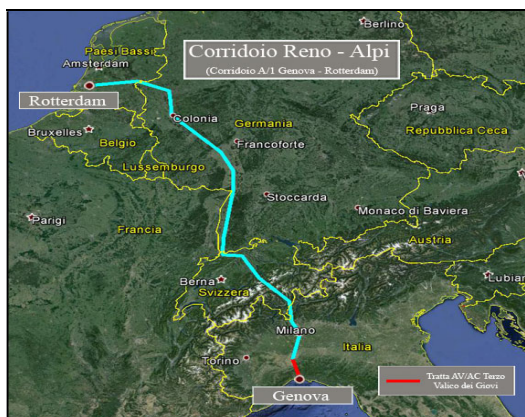 Berlino
Corridoio Reno - Alpi
(Corridoio A/1 Genova - Rotterdam)
Paesi Bassi
Amsterdam
Rotterdam
Colonia
Germania
Praga
Bruxelles
Repubblica Ceca
Belgio
Francoforte
Lussemburgo
Stoccarda
Parigi
Monaco di Baviera
Francia
Austria
Berna
Svizzera
Lubian
Milano
Torino
Italia
Tratta AV/AC Terzo
Valico dei Giovi
Genova